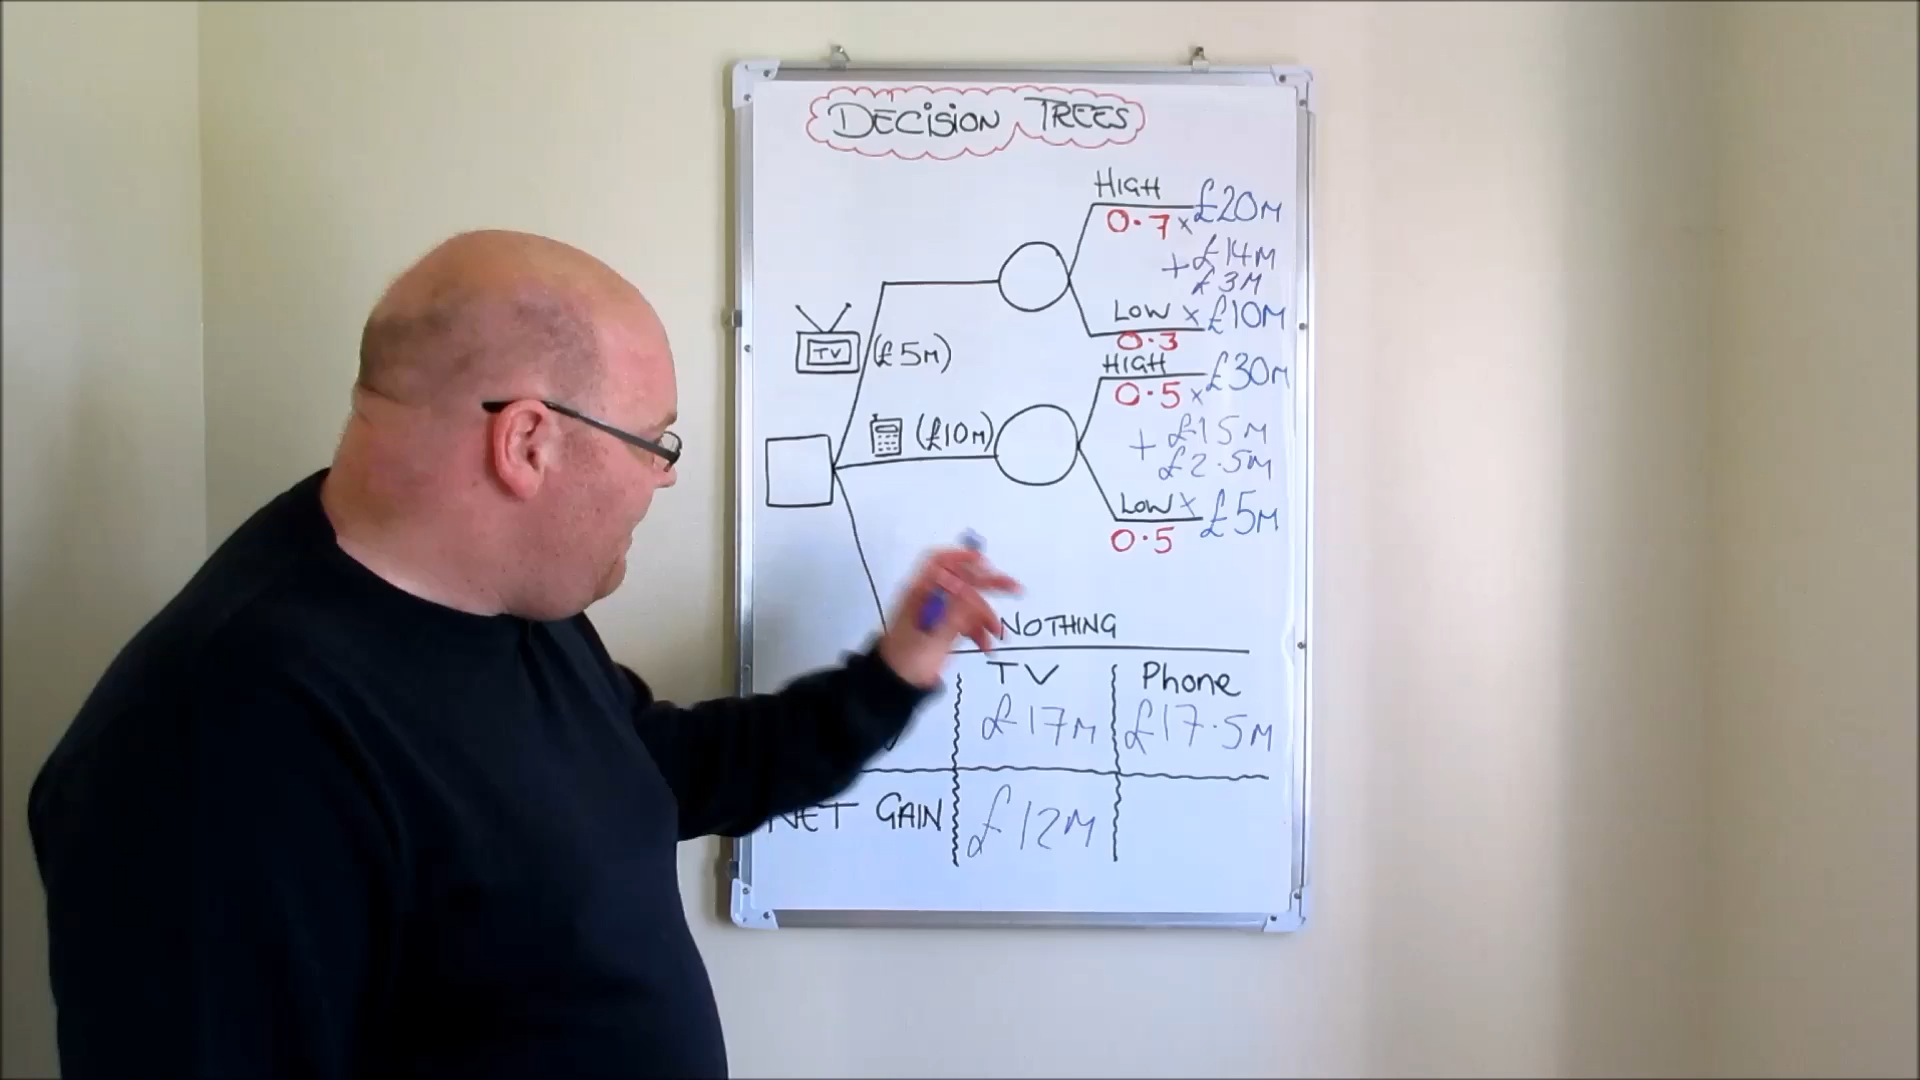 DECISION TREES
HIGH
0.7 x £20M
+ £14M
£3M
LOW x £10M
0.3
TV (£5M)
HIGH
0.5 x £30M
(£10M)
+ £15M
£2.5M
LOW x £5M
0.5
NOTHING
TV Phone
£17M £17.5M
NET GAIN £12M